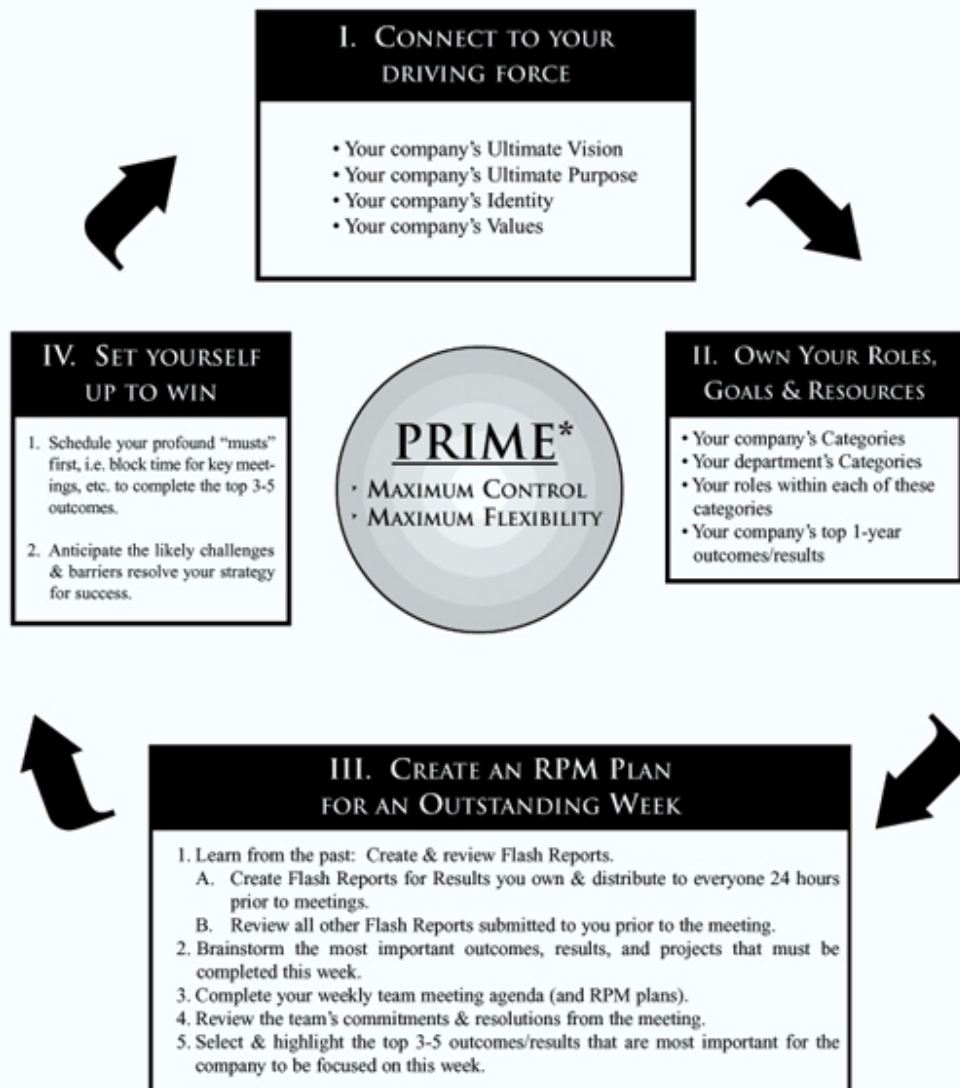 I. CONNECT TO YOUR
DRIVING FORCE
• Your company's Ultimate Vision
• Your company's Ultimate Purpose
• Your company's Identity
• Your company's Values
IV. SET YOURSELF
UP TO WIN
1. Schedule your profound “musts”
first, i.e. block time for key meet-
ings, etc. to complete the top 3-5
outcomes.
2. Anticipate the likely challenges
& barriers resolve your strategy
for success.
PRIME*
* MAXIMUM CONTROL
* MAXIMUM FLEXIBILITY
II. OWN YOUR ROLES,
GOALS & RESOURCES
• Your company's Categories
• Your department's Categories
• Your roles within each of these
categories
• Your company's top 1-year
outcomes/results
III. CREATE AN RPM PLAN
FOR AN OUTSTANDING WEEK
1. Learn from the past: Create & review Flash Reports.
A. Create Flash Reports for Results you own & distribute to everyone 24 hours
prior to meetings.
B. Review all other Flash Reports submitted to you prior to the meeting.
2. Brainstorm the most important outcomes, results, and projects that must be
completed this week.
3. Complete your weekly team meeting agenda (and RPM plans).
4. Review the team's commitments & resolutions from the meeting.
5. Select & highlight the top 3-5 outcomes/results that are most important for the
company to be focused on this week.